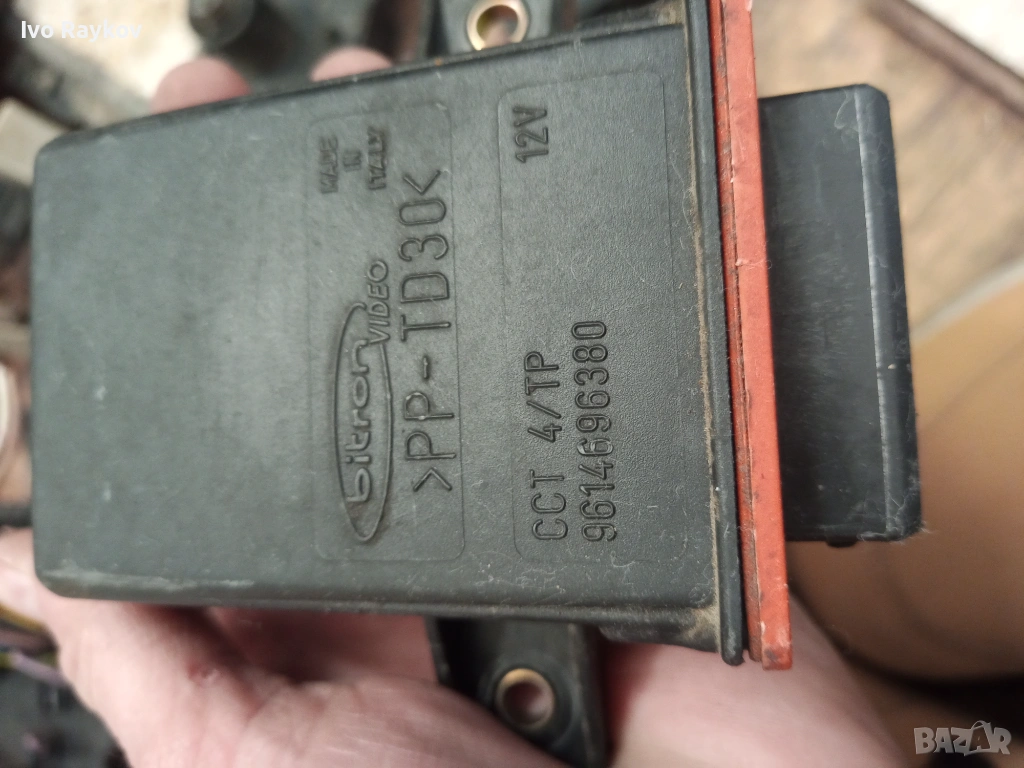 Ivo Raykov
MADE
IN
ITALY
bitron
VIDEO
>PP-TD30<
12V
CCT 4/TP
9614696380
BAZAR